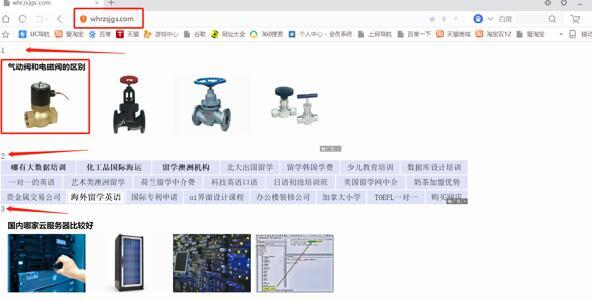 whrzsjgs.com
whrzsjgs.com
百度
UC导航 爱淘宝 百度 天猫 游戏中心 谷歌 网址大全 360搜索 个人中心 - 会员系统 上网导航 百度一下 天猫商城 淘宝双12 爱淘宝 移动
1
气动阀和电磁阀的区别
2
哪有大数据培训 化工品国际海运 留学澳洲机构 北大出国留学 留学韩国学费 少儿教育培训 数据库设计培训
一对一的英语 艺术类澳洲留学 荷兰留学中介费 科技英语口语 日语初级培训班 美国留学网中介 奶茶加盟优势
贵金属交易公司 海外留学英语 国际专利申请 ui界面设计课程 办公楼装修公司 加拿大小学 TOEFL一对一 购买网店
3
国内哪家云服务器比较好